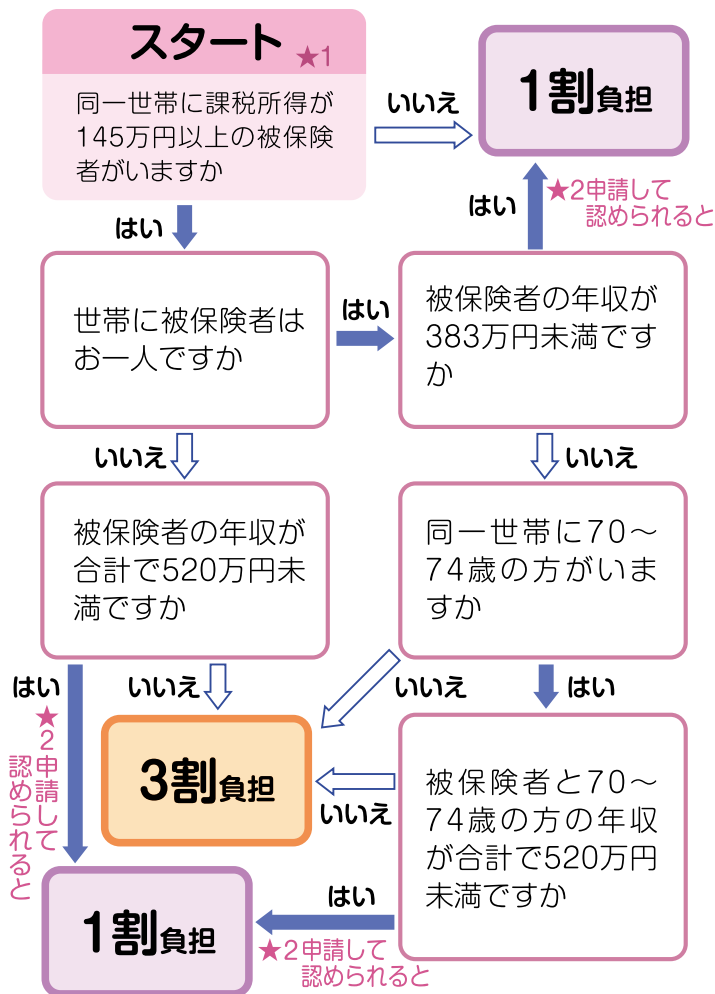 スタート ★1
同一世帯に課税所得が
145万円以上の被保険
者がいますか
いいえ
1割負担
はい
はい
★2申請して
認められると
世帯に被保険者は
お一人ですか
はい
被保険者の年収が
383万円未満です
か
いいえ
いいえ
被保険者の年収が
合計で520万円未
満ですか
同一世帯に70～
74歳の方がいま
すか
はい
★2申請して
認められると
いいえ
いいえ
はい
3割負担
いいえ
被保険者と70～
74歳の方の年収
が合計で520万円
未満ですか
はい
★2申請して
認められると
1割負担